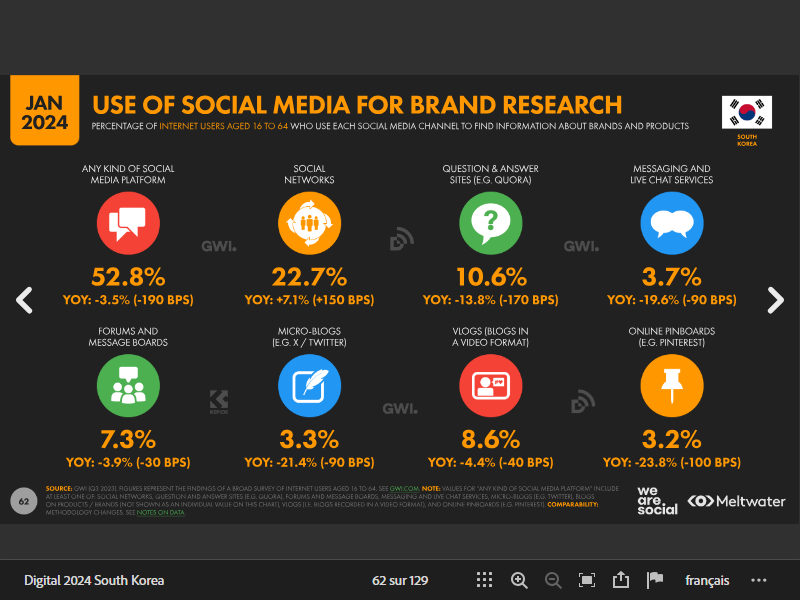 JAN
2024
USE OF SOCIAL MEDIA FOR BRAND RESEARCH
PERCENTAGE OF INTERNET USERS AGED 16 TO 64 WHO USE EACH SOCIAL MEDIA CHANNEL TO FIND INFORMATION ABOUT BRANDS AND PRODUCTS
SOUTH
KOREA
ANY KIND OF SOCIAL
MEDIA PLATFORM
52.8%
YOY: -3.5% (-190 BPS)
SOCIAL
NETWORKS
22.7%
YOY: +7.1% (+150 BPS)
QUESTION & ANSWER
SITES (E.G. QUORA)
10.6%
YOY: -13.8% (-170 BPS)
MESSAGING AND
LIVE CHAT SERVICES
3.7%
YOY: -19.6% (-90 BPS)
GWI.
GWI.
FORUMS AND
MESSAGE BOARDS
7.3%
YOY: -3.9% (-30 BPS)
MICRO-BLOGS
(E.G. X / TWITTER)
3.3%
YOY: -21.4% (-90 BPS)
VLOGS (BLOGS IN
A VIDEO FORMAT)
8.6%
YOY: -4.4% (-40 BPS)
ONLINE PINBOARDS
(E.G. PINTEREST)
3.2%
YOY: -23.8% (-100 BPS)
KEPIOS
GWI.
62
SOURCE: GWI (Q3 2023). FIGURES REPRESENT THE FINDINGS OF A BROAD SURVEY OF INTERNET USERS AGED 16 TO 64. SEE GWI.COM. NOTE: VALUES FOR "ANY KIND OF SOCIAL MEDIA PLATFORM" INCLUDE
AT LEAST ONE OF: SOCIAL NETWORKS, QUESTION AND ANSWER SITES (E.G. QUORA), FORUMS AND MESSAGE BOARDS, MESSAGING AND LIVE CHAT SERVICES, MICRO-BLOGS (E.G. TWITTER), BLOGS
ON PRODUCTS / BRANDS (NOT SHOWN AS AN INDIVIDUAL VALUE ON THIS CHART), VLOGS (I.E. BLOGS RECORDED IN A VIDEO FORMAT), AND ONLINE PINBOARDS (E.G. PINTEREST). COMPARABILITY:
METHODOLOGY CHANGES. SEE NOTES ON DATA.
we
are.
social
Meltwater
Digital 2024 South Korea
62 sur 129
français